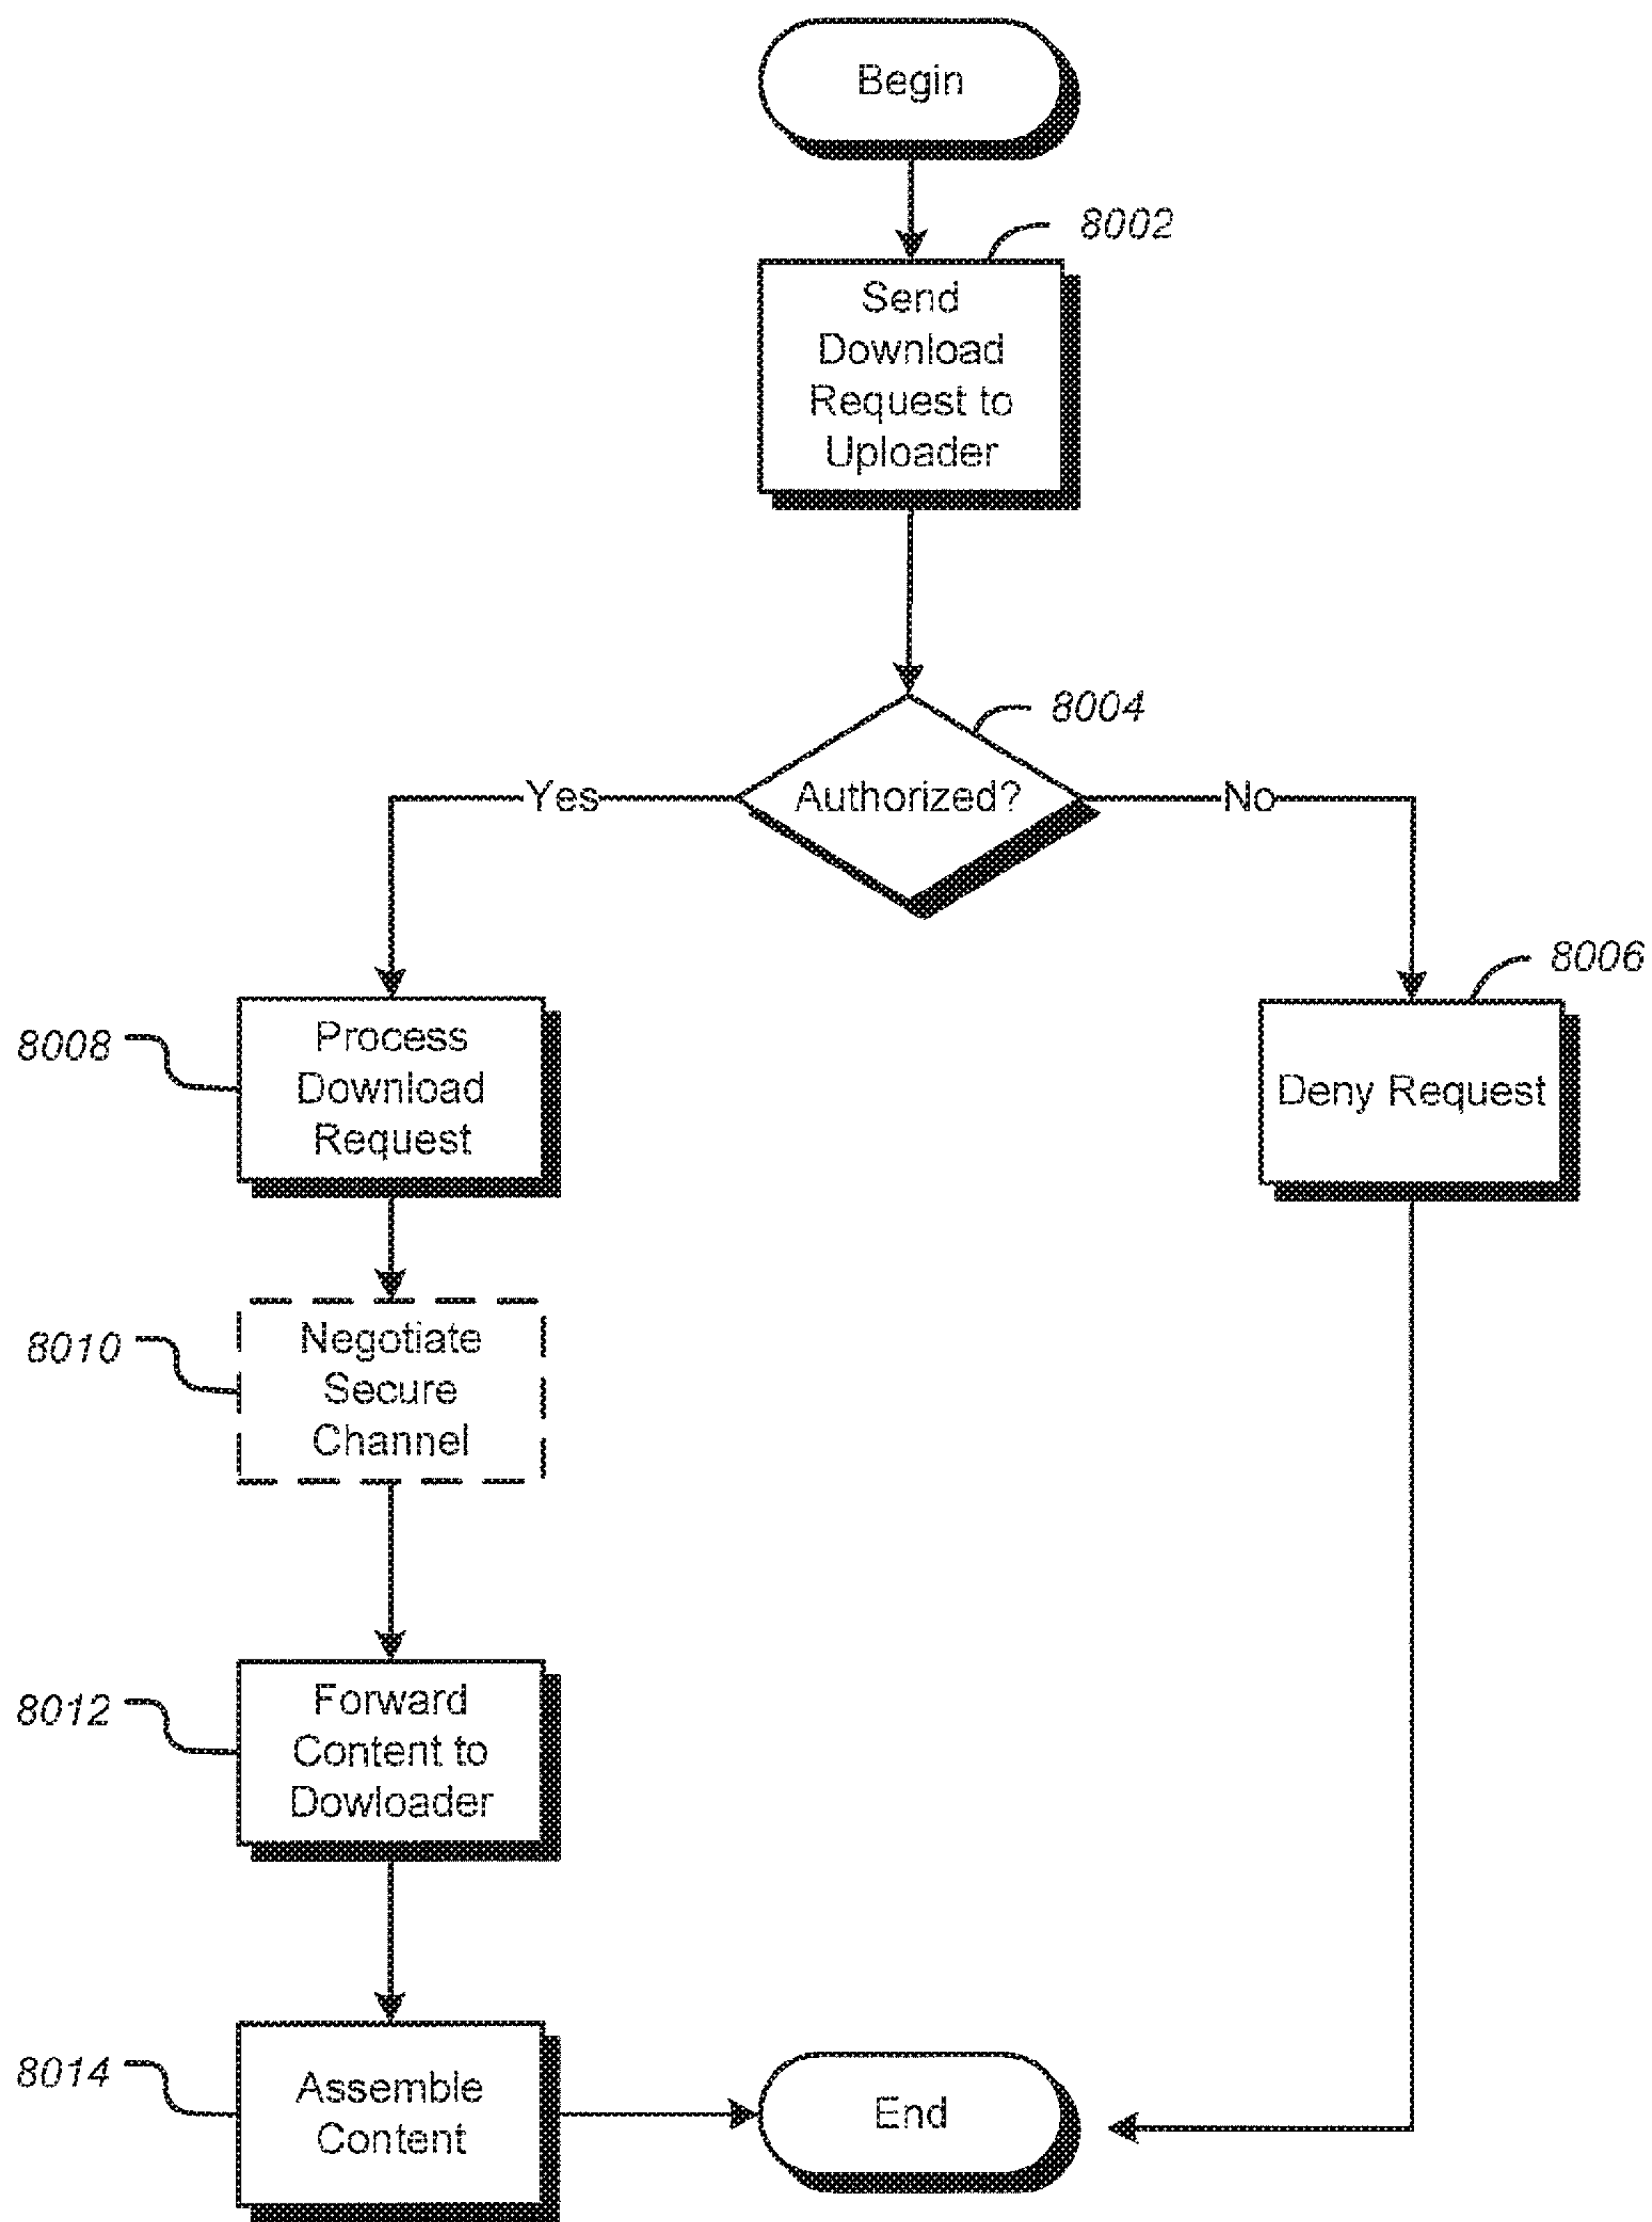 Begin
8002
Send
Download
Request to
Uploader
8004
Yes
Authorized?
No
8006
8008
Process
Download
Request
Deny Request
8010
Negotiate
Secure
Channel
8012
Forward
Content to
Dowloader
8014
Assemble
Content
End